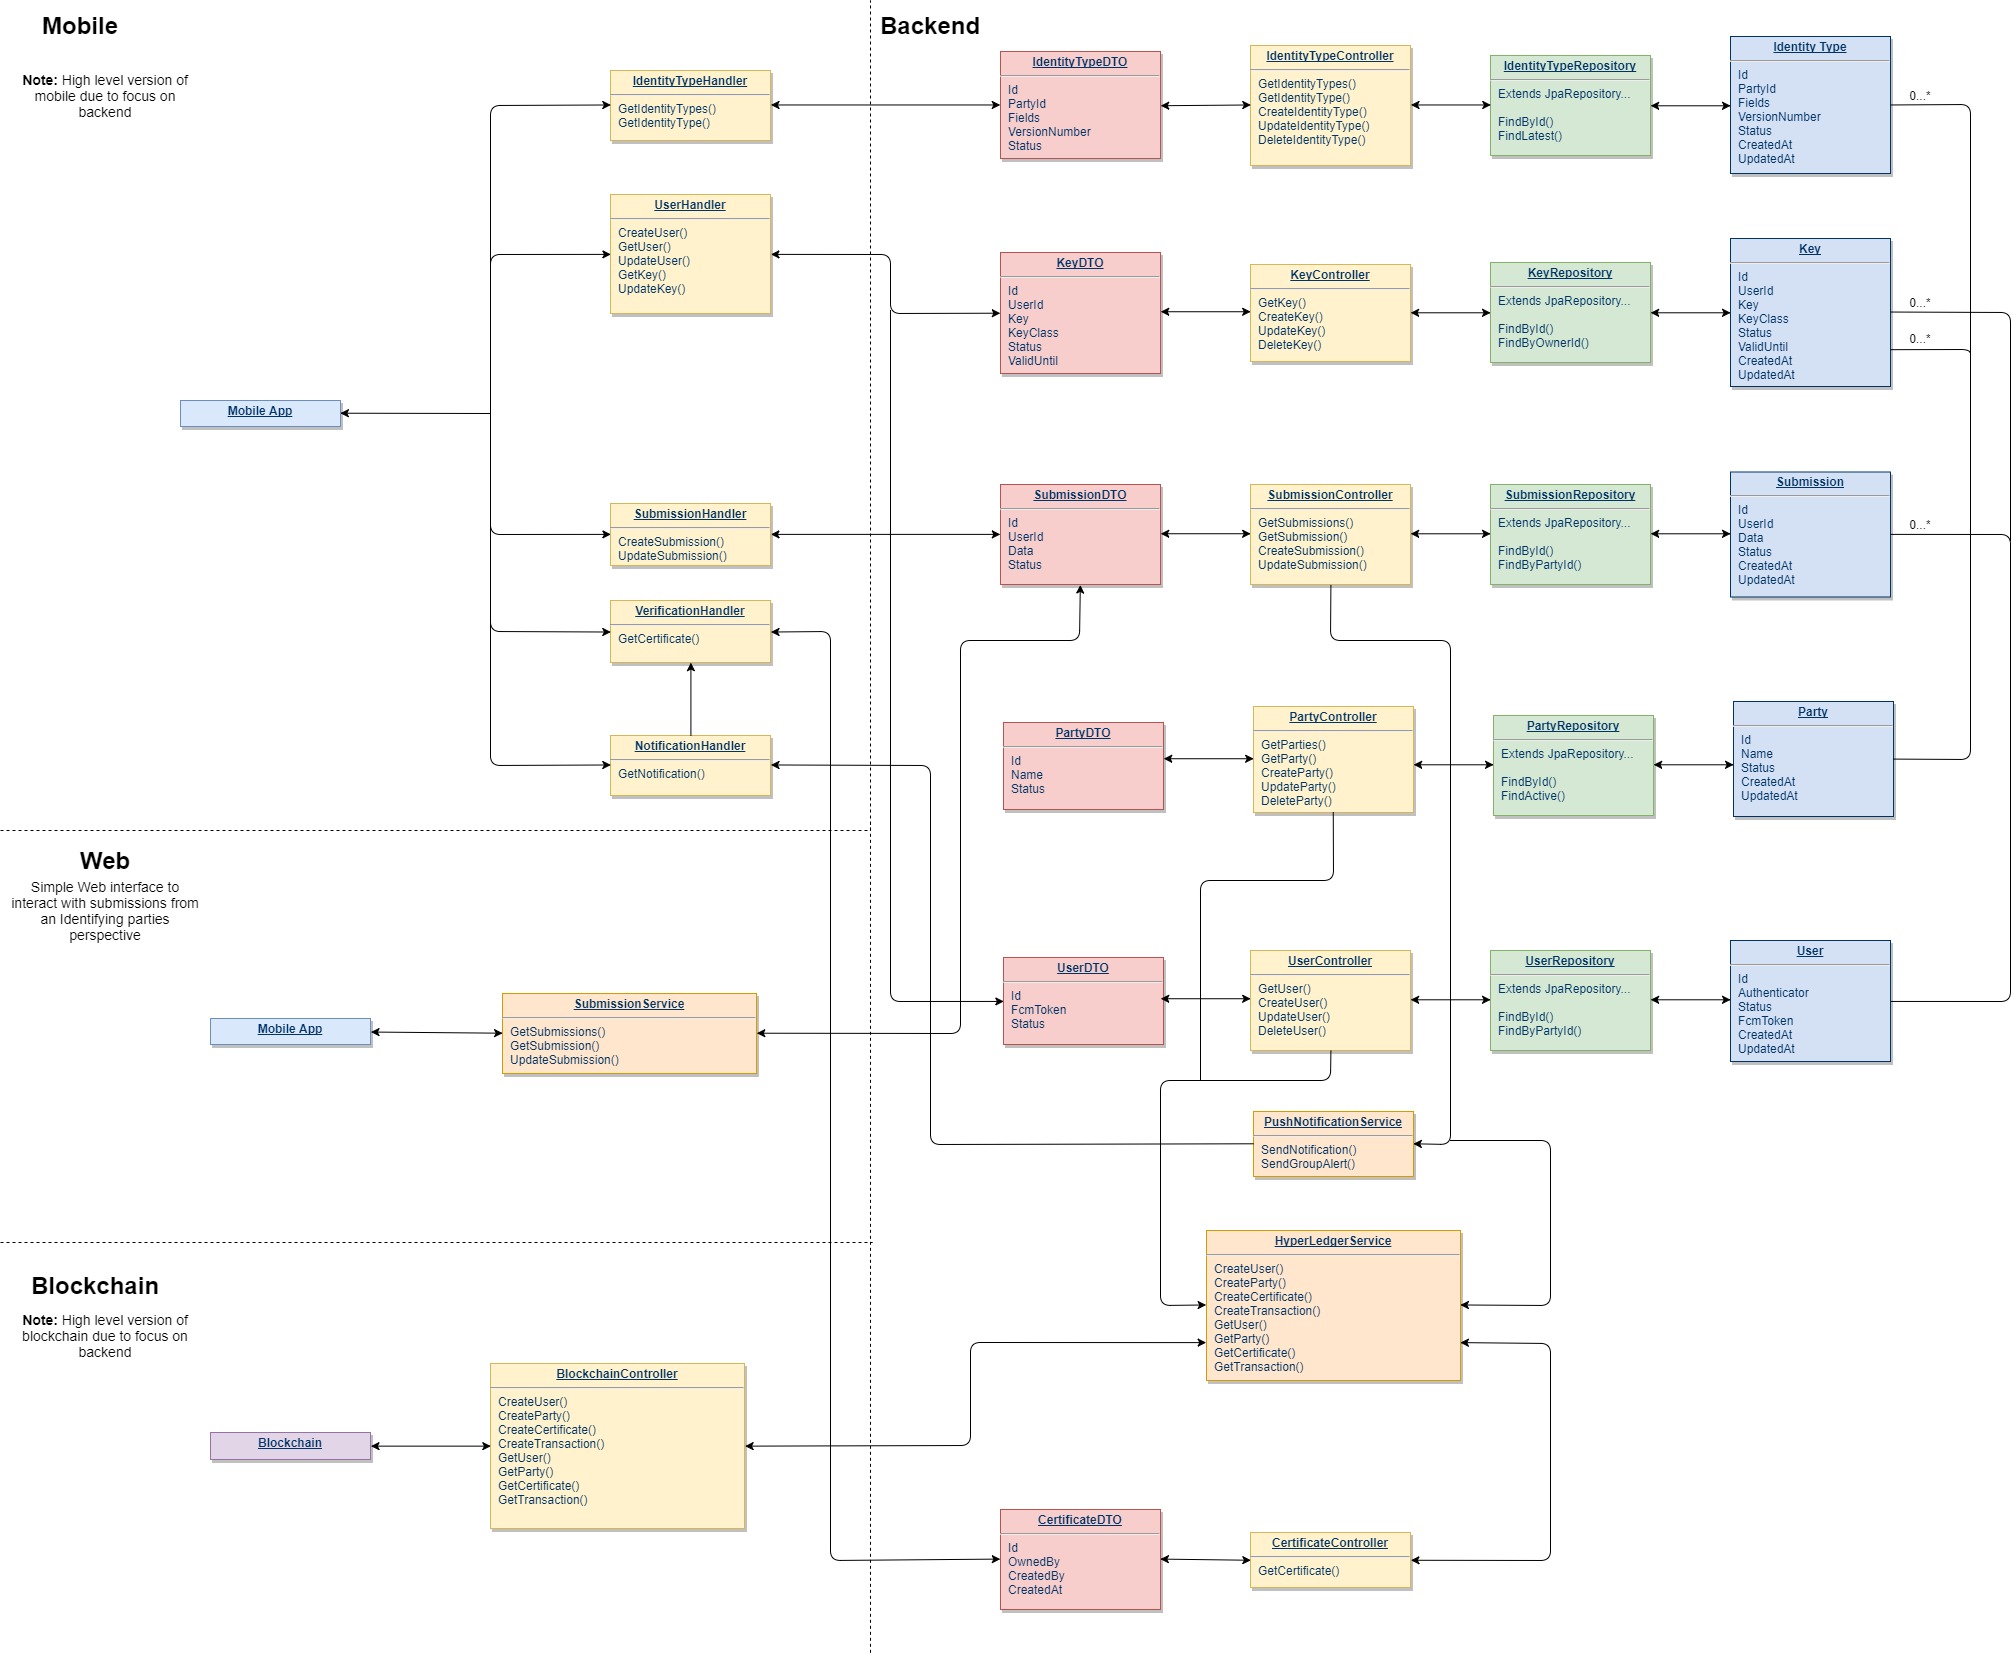 Mobile
Note: High level version of
mobile due to focus on
backend
IdentityTypeHandler
GetIdentityTypes()
GetIdentityType()
UserHandler
CreateUser()
GetUser()
UpdateUser()
GetKey()
UpdateKey()
Mobile App
SubmissionHandler
CreateSubmission()
UpdateSubmission()
VerificationHandler
GetCertificate()
NotificationHandler
GetNotification()
Web
Simple Web interface to
interact with submissions from
an Identifying parties
perspective
Mobile App
SubmissionService
GetSubmissions()
GetSubmission()
UpdateSubmission()
Blockchain
Note: High level version of
blockchain due to focus on
backend
Blockchain
BlockchainController
CreateUser()
CreateParty()
CreateCertificate()
CreateTransaction()
GetUser()
GetParty()
GetCertificate()
GetTransaction()
Backend
IdentityTypeDTO
Id
PartyId
Fields
VersionNumber
Status
IdentityTypeController
GetIdentityTypes()
GetIdentityType()
CreateIdentityType()
UpdateIdentityType()
DeleteIdentityType()
IdentityTypeRepository
Extends JpaRepository...
FindById()
FindLatest()
Identity Type
Id
PartyId
Fields
VersionNumber
Status
CreatedAt
UpdatedAt
0...*
KeyDTO
Id
UserId
Key
KeyClass
Status
ValidUntil
KeyController
GetKey()
CreateKey()
UpdateKey()
DeleteKey()
KeyRepository
Extends JpaRepository...
FindById()
FindByOwnerId()
Key
Id
UserId
Key
KeyClass
Status
ValidUntil
CreatedAt
UpdatedAt
0...*
0...*
SubmissionDTO
Id
UserId
Data
Status
SubmissionController
GetSubmissions()
GetSubmission()
CreateSubmission()
UpdateSubmission()
SubmissionRepository
Extends JpaRepository...
FindById()
FindByPartyId()
Submission
Id
UserId
Data
Status
CreatedAt
UpdatedAt
0...*
PartyDTO
Id
Name
Status
PartyController
GetParties()
GetParty()
CreateParty()
UpdateParty()
DeleteParty()
PartyRepository
Extends JpaRepository...
FindById()
FindActive()
Party
Id
Name
Status
CreatedAt
UpdatedAt
UserDTO
Id
FcmToken
Status
UserController
GetUser()
CreateUser()
UpdateUser()
DeleteUser()
UserRepository
Extends JpaRepository...
FindById()
FindByPartyId()
User
Id
Authenticator
Status
FcmToken
CreatedAt
UpdatedAt
PushNotificationService
SendNotification()
SendGroupAlert()
HyperLedgerService
CreateUser()
CreateParty()
CreateCertificate()
CreateTransaction()
GetUser()
GetParty()
GetCertificate()
GetTransaction()
CertificateDTO
Id
OwnedBy
CreatedBy
CreatedAt
CertificateController
GetCertificate()